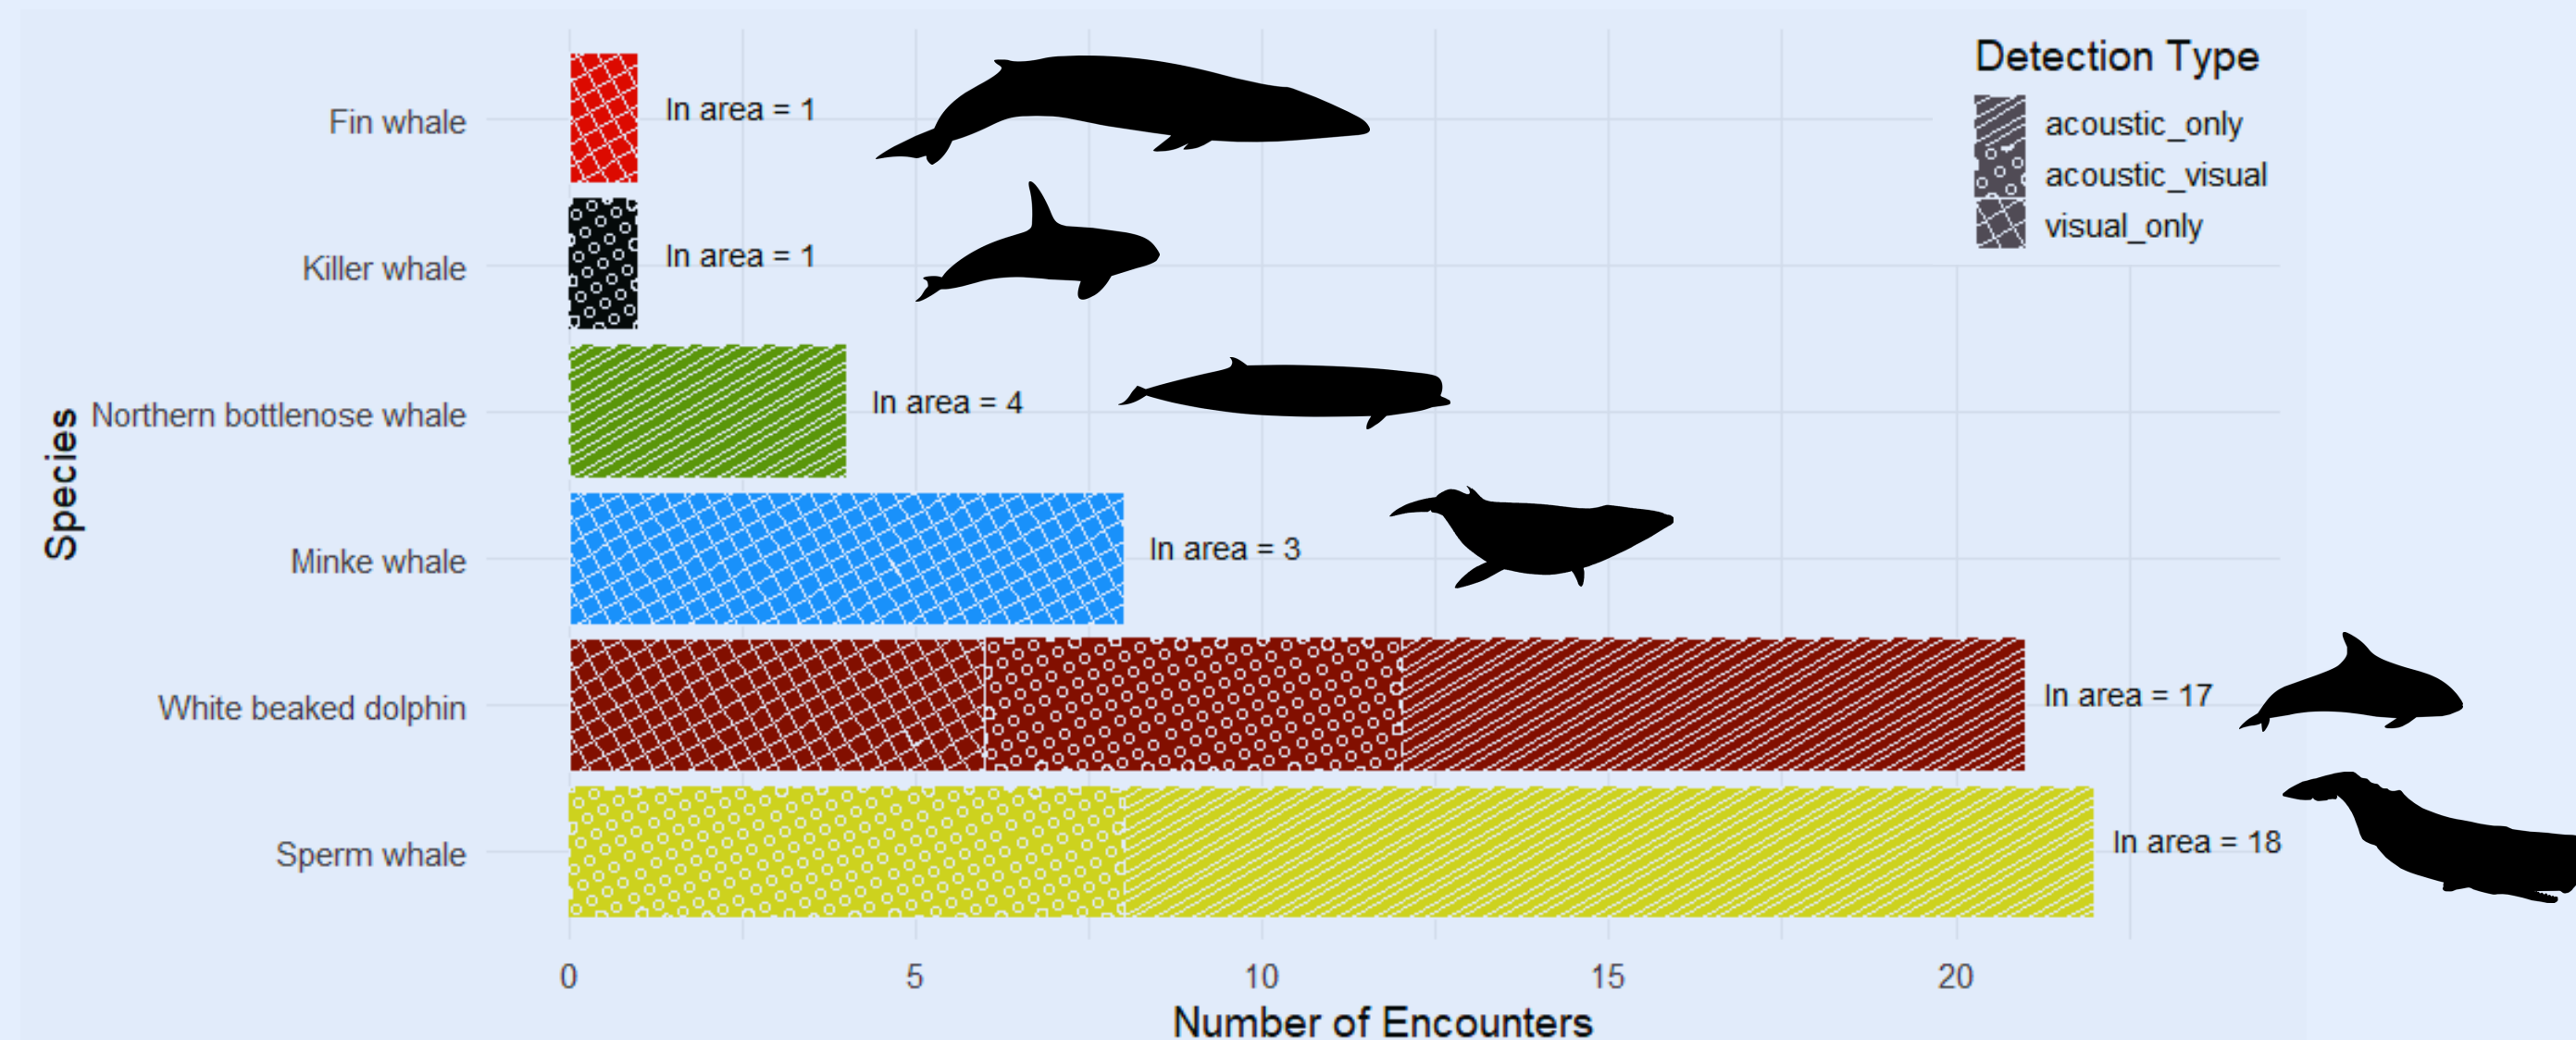 Detection Type
acoustic_only
acoustic_visual
visual_only
Species
Fin whale
In area = 1
Killer whale
In area = 1
Northern bottlenose whale
In area = 4
Minke whale
In area = 3
White beaked dolphin
In area = 17
Sperm whale
In area = 18
0 5 10 15 20
Number of Encounters